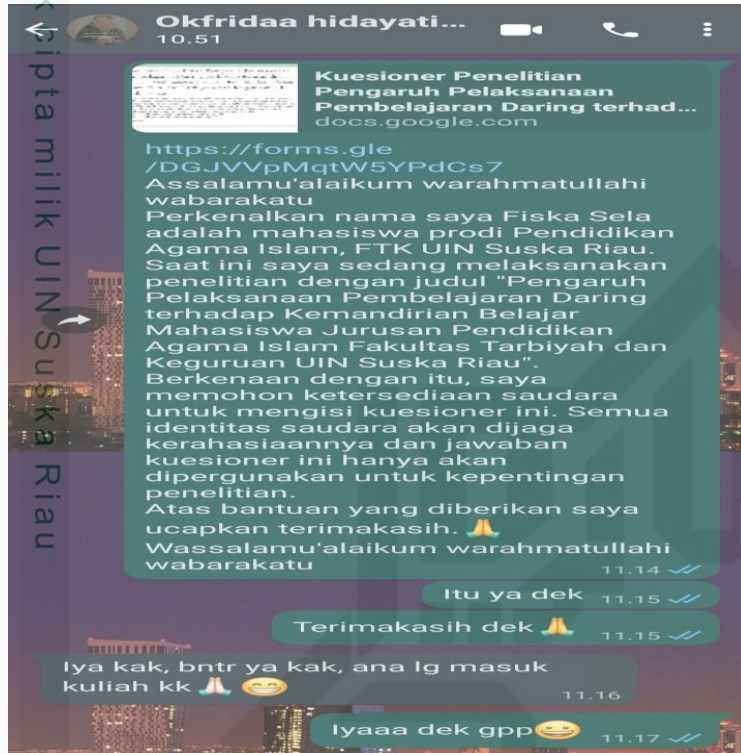 Okfridaa hidayati...
10.51
Kuesioner Penelitian
Pengaruh Pelaksanaan
Pembelajaran Daring terhad...
docs.google.com
https://forms.gle
/DGJVVpMqtW5YPdCs7
Assalamu'alaikum warahmatullahi
wabarakatu
Perkenalkan nama saya Fiska Sela
adalah mahasiswa prodi Pendidikan
Agama Islam, FTK UIN Suska Riau.
Saat ini saya sedang melaksanakan
penelitian dengan judul "Pengaruh
Pelaksanaan Pembelajaran Daring
terhadap Kemandirian Belajar
Mahasiswa Jurusan Pendidikan
Agama Islam Fakultas Tarbiyah dan
Keguruan UIN Suska Riau".
Berkenaan dengan itu, saya
memohon ketersediaan saudara
untuk mengisi kuesioner ini. Semua
identitas saudara akan dijaga
kerahasiaannya dan jawaban
kuesioner ini hanya akan
dipergunakan untuk kepentingan
penelitian.
Atas bantuan yang diberikan saya
ucapkan terimakasih. 🙏
Wassalamu'alaikum warahmatullahi
wabarakatu
11.14
Itu ya dek 11.15
Terimakasih dek 🙏 11.15
Iya kak, bntr ya kak, ana lg masuk
kuliah kk 🙏 😁
11.16
Iyaaa dek gpp😀 11.17
k cipta milik UIN Suska Riau